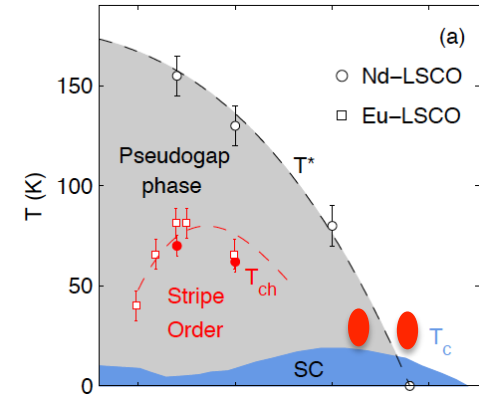 (a)
Nd-LSCO
Eu-LSCO
150
100
50
0
T (K)
Pseudogap
phase
T*
Stripe
Order
T_ch
T_c
SC